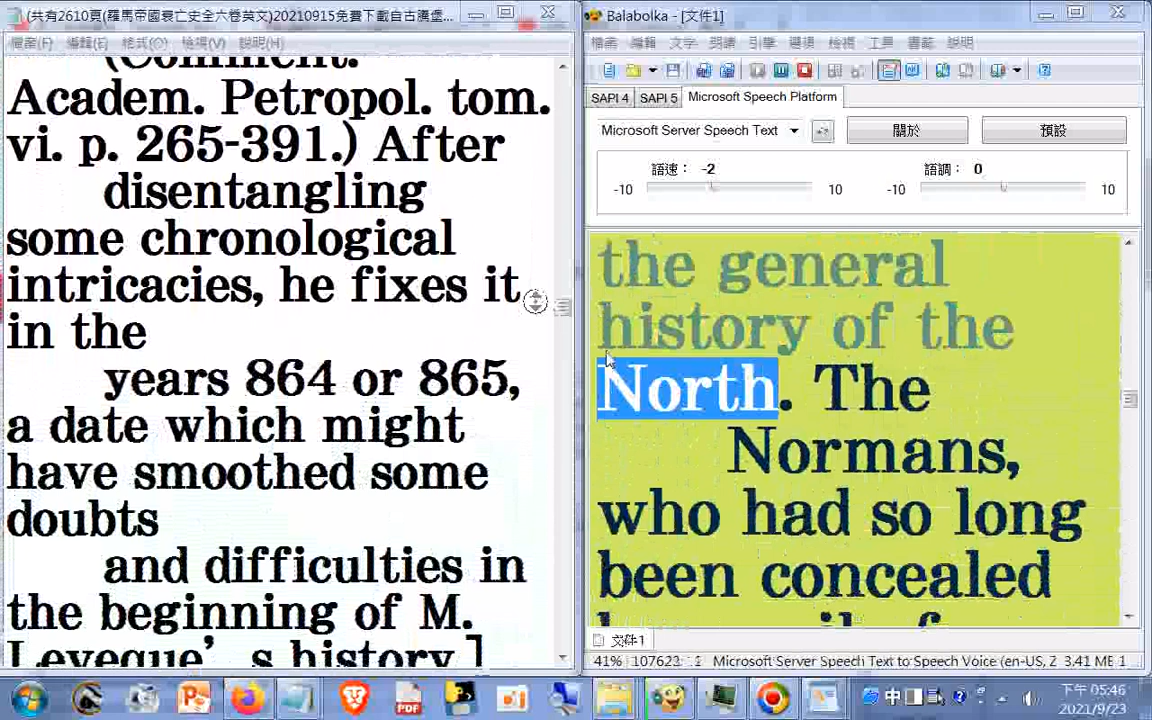 (共有2610頁(羅馬帝國衰亡史全六卷英文)20210915免費下載自古騰堡...
檔案(F) 編輯(E) 格式(O) 檢視(V) 說明(H)
(Comment.
Academ. Petropol. tom.
vi. p. 265-391.) After
disentangling
some chronological
intricacies, he fixes it
in the
years 864 or 865,
a date which might
have smoothed some
doubts
and difficulties in
the beginning of M.
Leveque's history.]
Balabolka - [文件1]
檔案 編輯 文字 朗讀 引擎 選項 檢視 工具 書籤 說明
SAPI 4 SAPI 5 Microsoft Speech Platform
Microsoft Server Speech Text
關於 預設
語速: -2 語調: 0
-10 10 -10 10
the general
history of the
North. The
Normans,
who had so long
been concealed
文件1
41% Microsoft Server Speech Text to Speech Voice (en-US, Z 3.41 ME 1
PDF 中
下午 05:46
2021/9/23